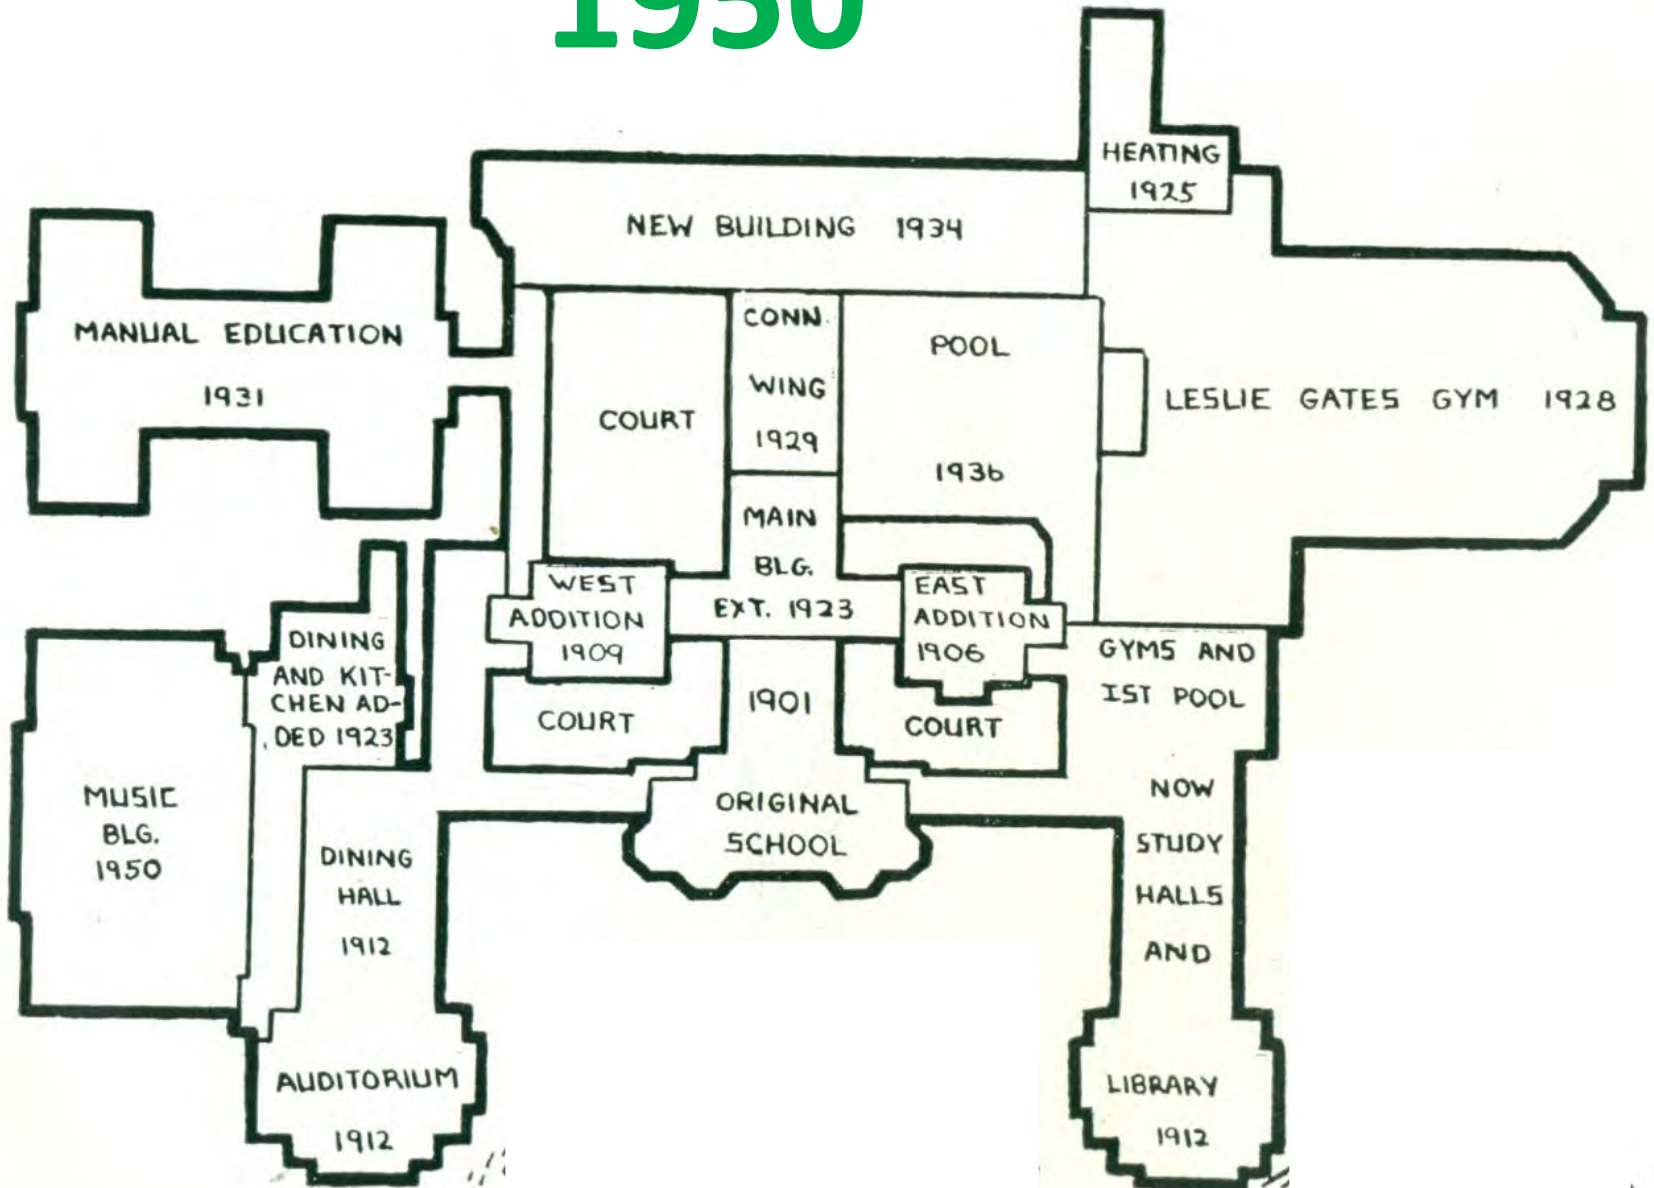 1950
HEATING
1925
NEW BUILDING 1934
MANUAL EDUCATION
1931
COURT
CONN.
WING
1929
POOL
1936
LESLIE GATES GYM 1928
MAIN
BLG.
EXT. 1923
WEST
ADDITION
1909
EAST
ADDITION
1906
DINING
AND KIT-
CHEN AD-
DED 1923
COURT
1901
COURT
GYMS AND
IST POOL
NOW
STUDY
HALLS
AND
LIBRARY
1912
MUSIC
BLG.
1950
DINING
HALL
1912
ORIGINAL
SCHOOL
AUDITORIUM
1912